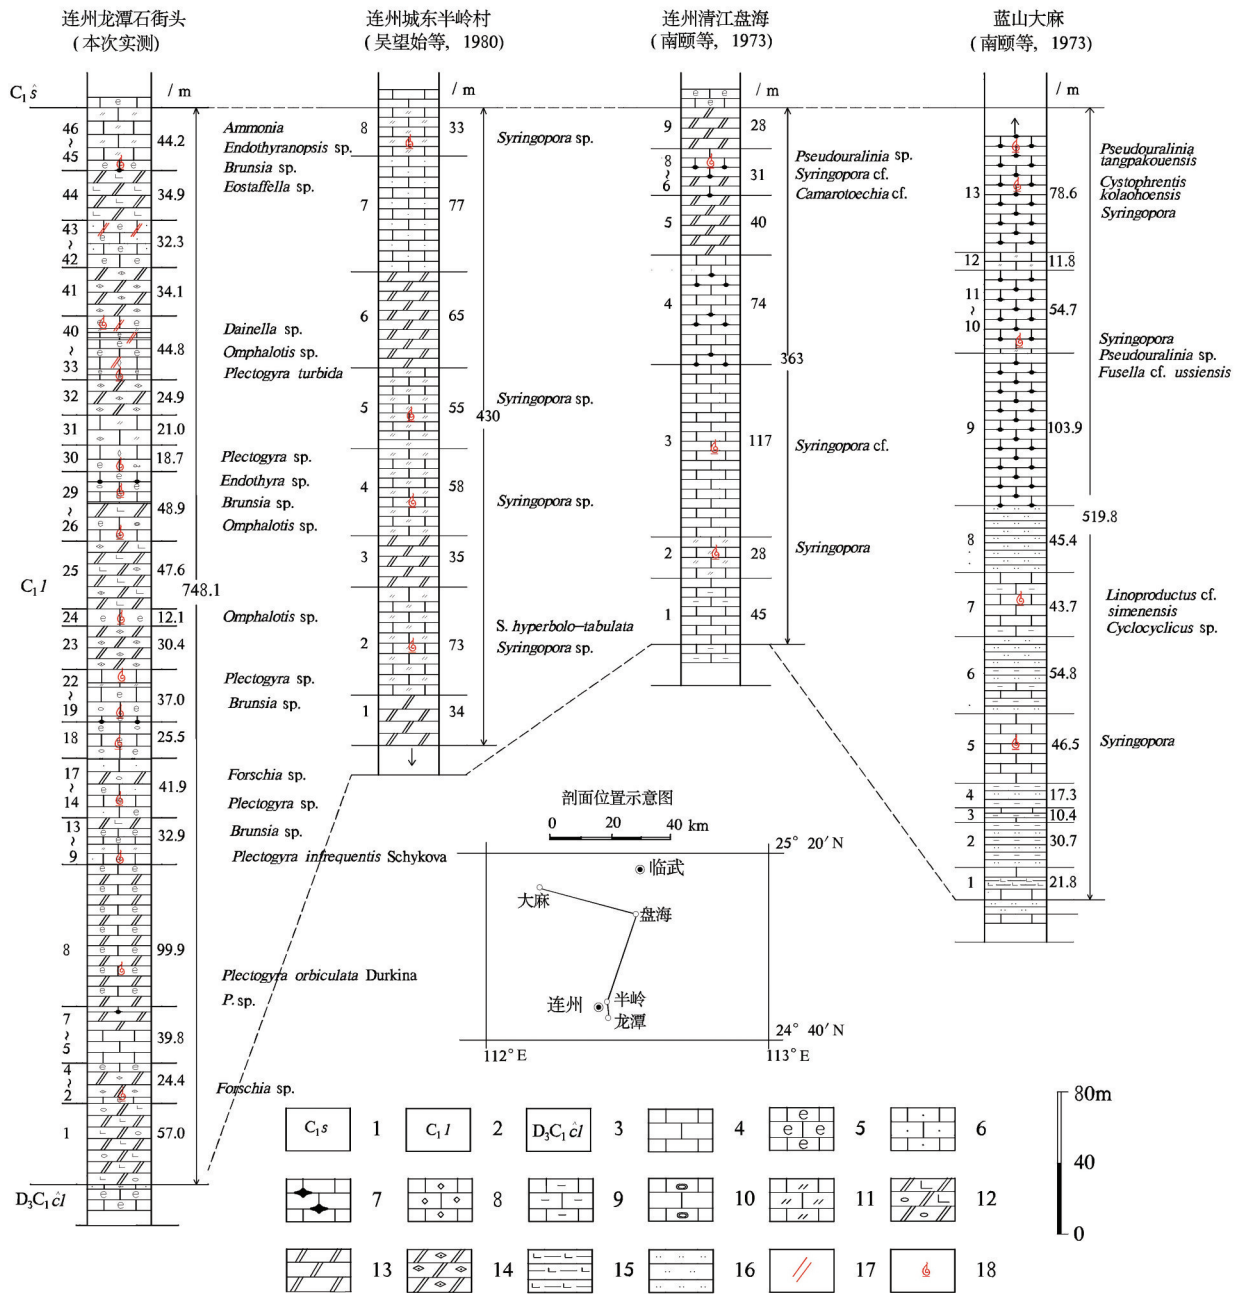 连州龙潭石街头
(本次实测)
连州城东半岭村
(吴望始等, 1980)
连州清江盘海
(南颐等, 1973)
蓝山大麻
(南颐等, 1973)
/ m
/ m
/ m
/ m
C₁ŝ
C₁l
D₃C₁ĉl
46
~
45
44.2
44
34.9
43
~
42
32.3
41
34.1
40
~
33
44.8
32
24.9
31
21.0
30
18.7
29
~
26
48.9
25
47.6
748.1
24
12.1
23
30.4
22
~
19
37.0
18
25.5
17
~
14
41.9
13
~
9
32.9
8
99.9
7
~
5
39.8
4
~
2
24.4
1
57.0
Ammonia
Endothyranopsis sp.
Brunsia sp.
Eostaffella sp.
Dainella sp.
Omphalotis sp.
Plectogyra turbida
Plectogyra sp.
Endothyra sp.
Brunsia sp.
Omphalotis sp.
Omphalotis sp.
Plectogyra sp.
Brunsia sp.
Forschia sp.
Plectogyra sp.
Brunsia sp.
Plectogyra infrequentis Schykova
Plectogyra orbiculata Durkina
P. sp.
Forschia sp.
8
33
7
77
6
65
5
55
430
4
58
3
35
2
73
1
34
Syringopora sp.
Syringopora sp.
Syringopora sp.
S. hyperbolo-tabulata
Syringopora sp.
9
28
8
~
6
31
5
40
4
74
363
3
117
2
28
1
45
Pseudouralinia sp.
Syringopora cf.
Camarotoechia cf.
Syringopora cf.
Syringopora
13
78.6
12
11.8
11
~
10
54.7
9
103.9
519.8
8
45.4
7
43.7
6
54.8
5
46.5
4
17.3
3
10.4
2
30.7
1
21.8
Pseudouralinia
tangpakouensis
Cystophrentis
kolaohoensis
Syringopora
Syringopora
Pseudouralinia sp.
Fusella cf. ussiensis
Linoproductus cf.
simenensis
Cyclocyclicus sp.
Syringopora
剖面位置示意图
0 20 40 km
25° 20′ N
临武
大麻
盘海
连州
半岭
龙潭
24° 40′ N
112°E
113°E
C₁s 1
C₁l 2
D₃C₁ĉl 3
4
5
6
7
8
9
10
11
12
13
14
15
16
17
18
80m
40
0